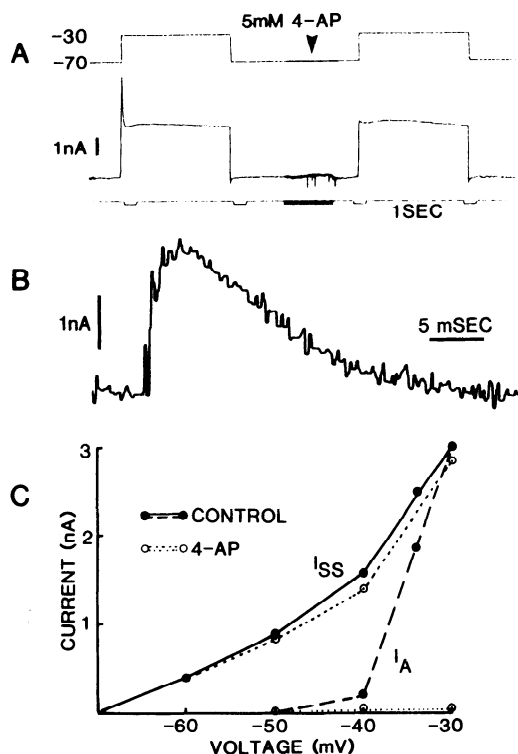 5mM 4-AP
A
-30
-70
1nA
1SEC
B
1nA
5 mSEC
C
CURRENT (nA)
3
2
1
CONTROL
4-AP
ISS
IA
-60 -50 -40 -30
VOLTAGE (mV)